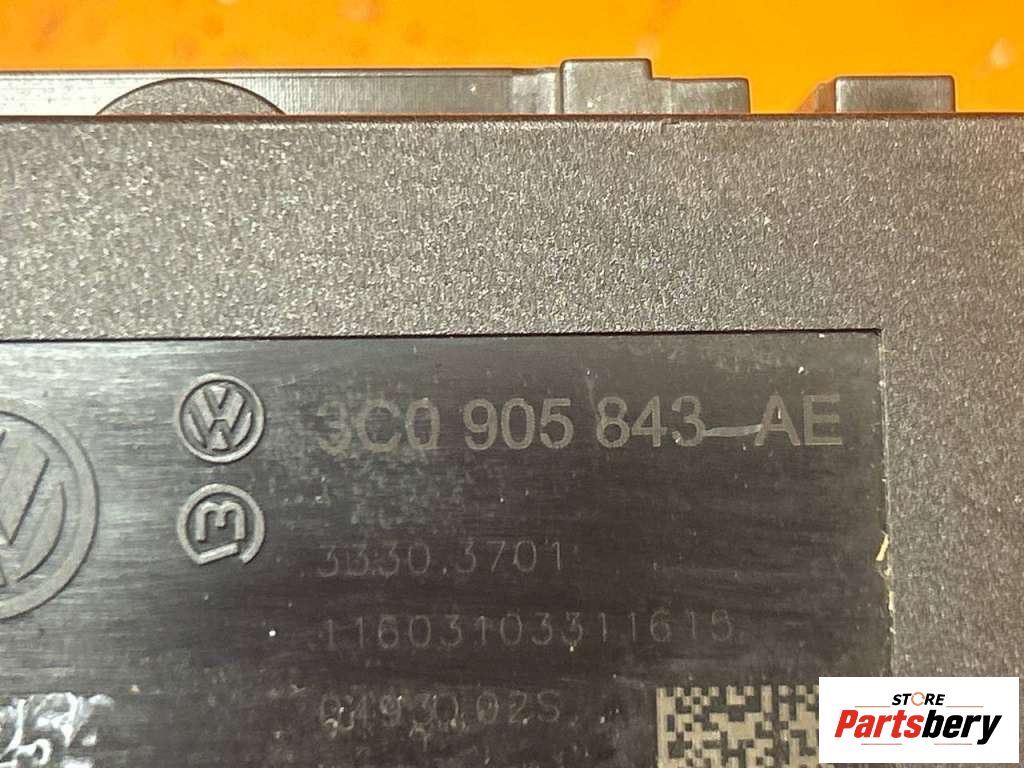 3C0 905 843 AE
3330.3701
11603103311615
STORE
Partsbery